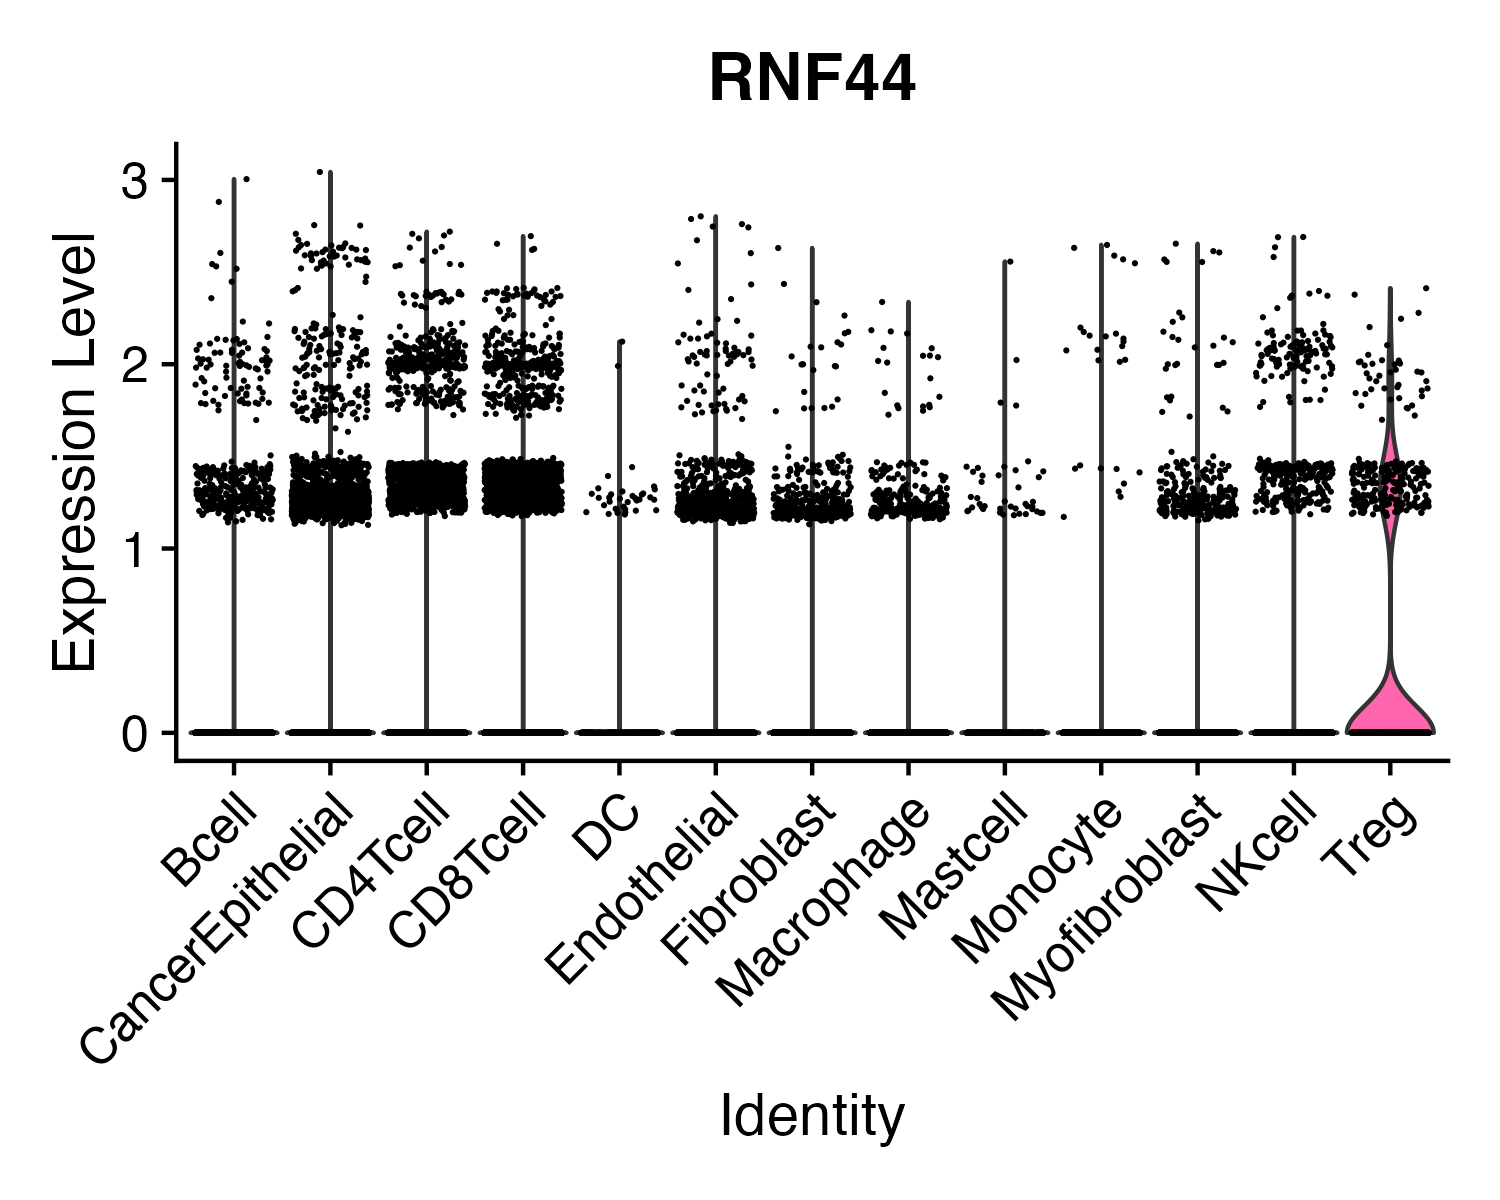 RNF44
Expression Level
3
2
1
0
Bcell
CancerEpithelial
CD4Tcell
CD8Tcell
DC
Endothelial
Fibroblast
Macrophage
Mastcell
Monocyte
Myofibroblast
NKcell
Treg
Identity